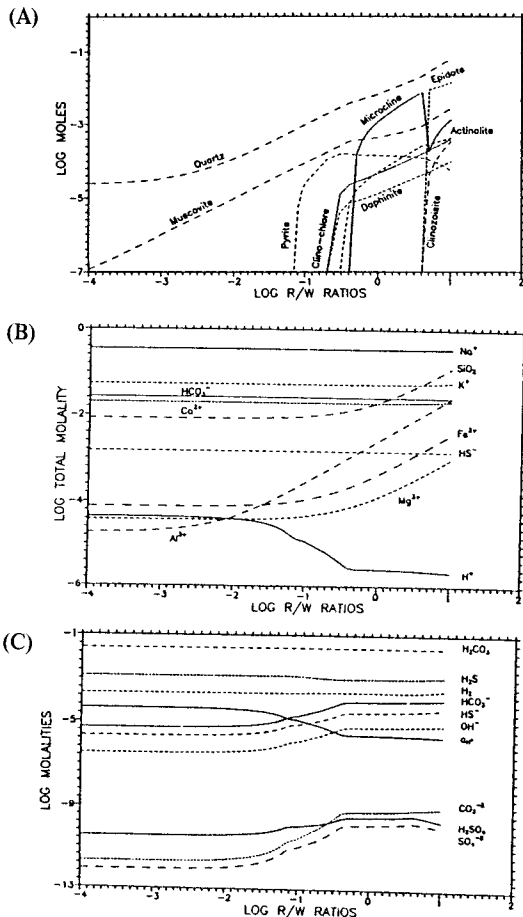 (A)
-1
-3
-5
-7
LOG MOLES
Quartz
Muscovite
Pyrite
Clino-chlore
Microcline
Daphinite
Epidote
Actinolite
Clinozoisite
-4
-3
-2
-1
0
1
2
LOG R/W RATIOS
(B)
0
-2
-4
-6
LOG TOTAL MOLALITY
Na⁺
SiO₂
K⁺
HCO₃⁻
Ca²⁺
Fe²⁺
HS⁻
Mg²⁺
Al³⁺
H⁺
-4
-3
-2
-1
0
1
2
LOG R/W RATIOS
(C)
-1
-5
-9
-13
LOG MOLALITIES
H₂CO₃
H₂S
H₂
HCO₃⁻
HS⁻
OH⁻
CO₃⁻²
H₂SO₄
SO₄⁻²
-4
-3
-2
-1
0
1
2
LOG R/W RATIOS